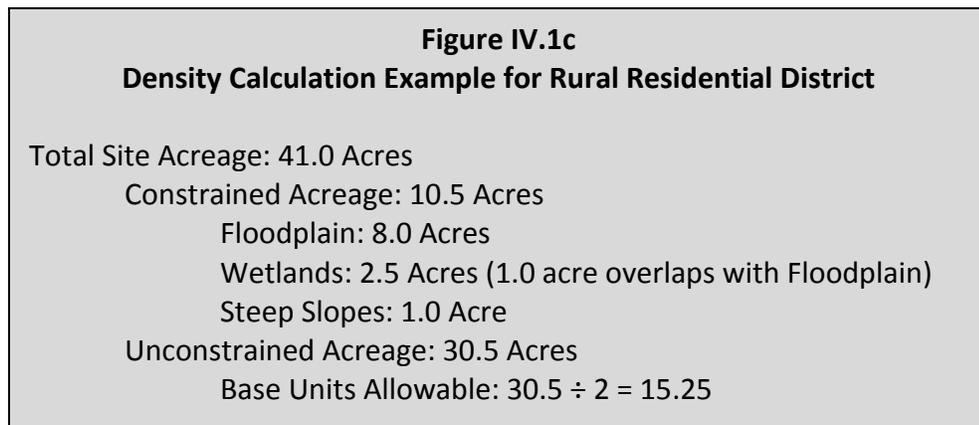 Figure IV.1c
Density Calculation Example for Rural Residential District
Total Site Acreage: 41.0 Acres
Constrained Acreage: 10.5 Acres
Floodplain: 8.0 Acres
Wetlands: 2.5 Acres (1.0 acre overlaps with Floodplain)
Steep Slopes: 1.0 Acre
Unconstrained Acreage: 30.5 Acres
Base Units Allowable: 30.5 ÷ 2 = 15.25